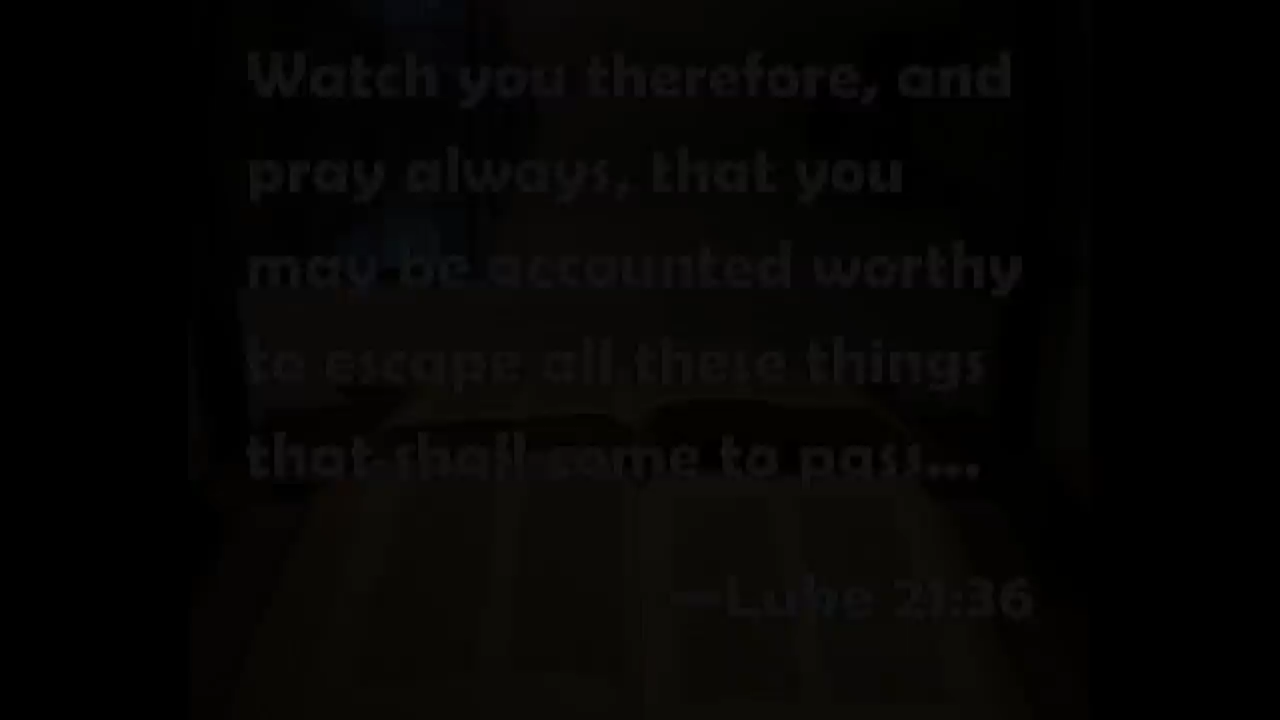 Watch you therefore, and
pray always, that you
may be accounted worthy
to escape all these things
that shall come to pass...
—Luke 21:36